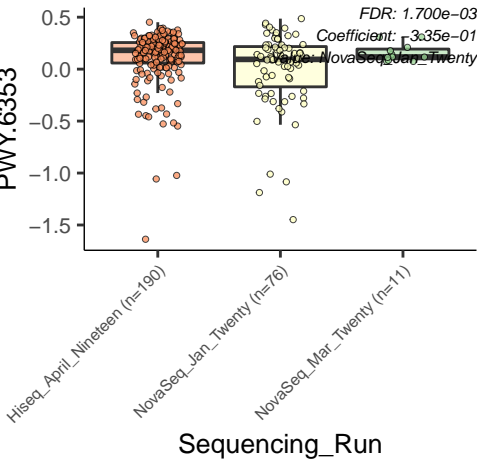 FDR: 1.700e−03
Coefficient: −3.35e−01
Value: NovaSeq_Jan_Twenty
PWY.6353
0.5
0.0
−0.5
−1.0
−1.5
Hiseq_April_Nineteen (n=190)
NovaSeq_Jan_Twenty (n=76)
NovaSeq_Mar_Twenty (n=11)
Sequencing_Run